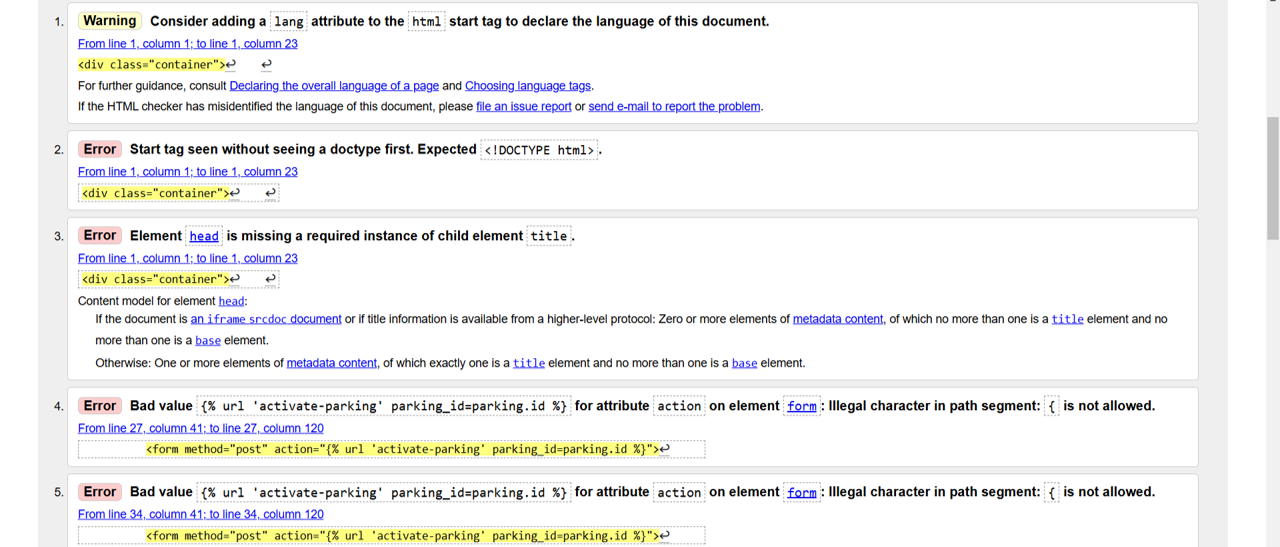 1. Warning Consider adding a lang attribute to the html start tag to declare the language of this document.
From line 1, column 1; to line 1, column 23
<div class="container">↩ ↩
For further guidance, consult Declaring the overall language of a page and Choosing language tags.
If the HTML checker has misidentified the language of this document, please file an issue report or send e-mail to report the problem.
2. Error Start tag seen without seeing a doctype first. Expected <!DOCTYPE html>.
From line 1, column 1; to line 1, column 23
<div class="container">↩ ↩
3. Error Element head is missing a required instance of child element title.
From line 1, column 1; to line 1, column 23
<div class="container">↩ ↩
Content model for element head:
If the document is an iframe srcdoc document or if title information is available from a higher-level protocol: Zero or more elements of metadata content, of which no more than one is a title element and no
more than one is a base element.
Otherwise: One or more elements of metadata content, of which exactly one is a title element and no more than one is a base element.
4. Error Bad value {% url 'activate-parking' parking_id=parking.id %} for attribute action on element form: Illegal character in path segment: { is not allowed.
From line 27, column 41; to line 27, column 120
<form method="post" action="{% url 'activate-parking' parking_id=parking.id %}">↩
5. Error Bad value {% url 'activate-parking' parking_id=parking.id %} for attribute action on element form: Illegal character in path segment: { is not allowed.
From line 34, column 41; to line 34, column 120
<form method="post" action="{% url 'activate-parking' parking_id=parking.id %}">↩